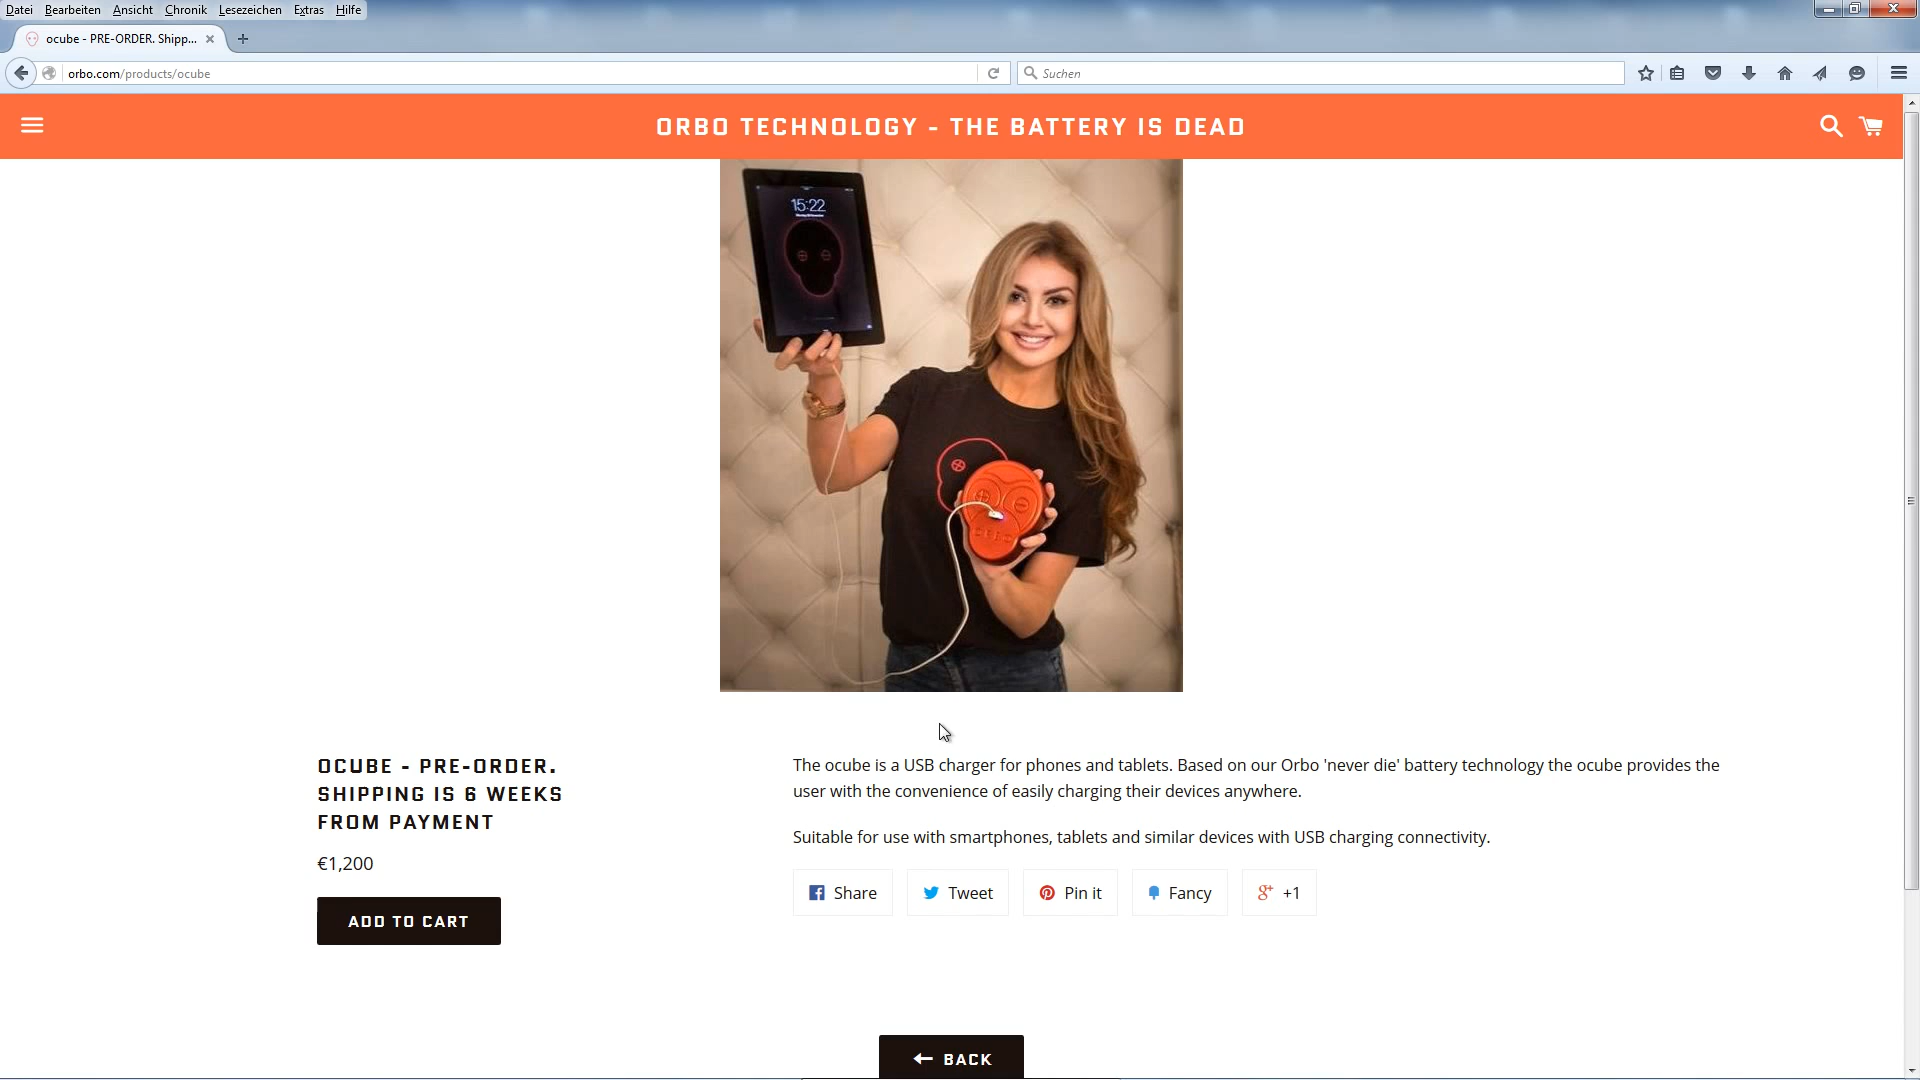 Datei Bearbeiten Ansicht Chronik Lesezeichen Extras Hilfe
ocube - PRE-ORDER. Shipp...
orbo.com/products/ocube
Suchen
ORBO TECHNOLOGY - THE BATTERY IS DEAD
15:22
ORBO
OCUBE - PRE-ORDER.
SHIPPING IS 6 WEEKS
FROM PAYMENT
€1,200
ADD TO CART
The ocube is a USB charger for phones and tablets. Based on our Orbo 'never die' battery technology the ocube provides the
user with the convenience of easily charging their devices anywhere.
Suitable for use with smartphones, tablets and similar devices with USB charging connectivity.
Share Tweet Pin it Fancy g+ +1
BACK